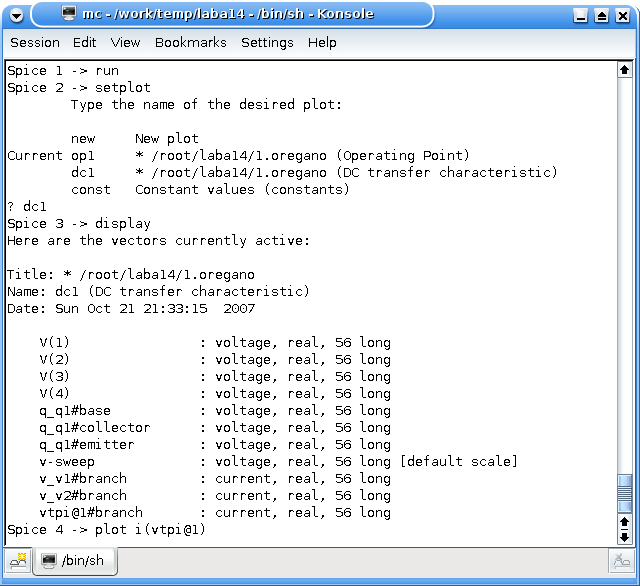 mc - /work/temp/laba14 - /bin/sh - Konsole
Session Edit View Bookmarks Settings Help
Spice 1 -> run
Spice 2 -> setplot
Type the name of the desired plot:
new New plot
Current op1 * /root/laba14/1.oregano (Operating Point)
dc1 * /root/laba14/1.oregano (DC transfer characteristic)
const Constant values (constants)
? dc1
Spice 3 -> display
Here are the vectors currently active:
Title: * /root/laba14/1.oregano
Name: dc1 (DC transfer characteristic)
Date: Sun Oct 21 21:33:15 2007
V(1) : voltage, real, 56 long
V(2) : voltage, real, 56 long
V(3) : voltage, real, 56 long
V(4) : voltage, real, 56 long
q_q1#base : voltage, real, 56 long
q_q1#collector : voltage, real, 56 long
q_q1#emitter : voltage, real, 56 long
v-sweep : voltage, real, 56 long [default scale]
v_v1#branch : current, real, 56 long
v_v2#branch : current, real, 56 long
vtpi@1#branch : current, real, 56 long
Spice 4 -> plot i(vtpi@1)
/bin/sh